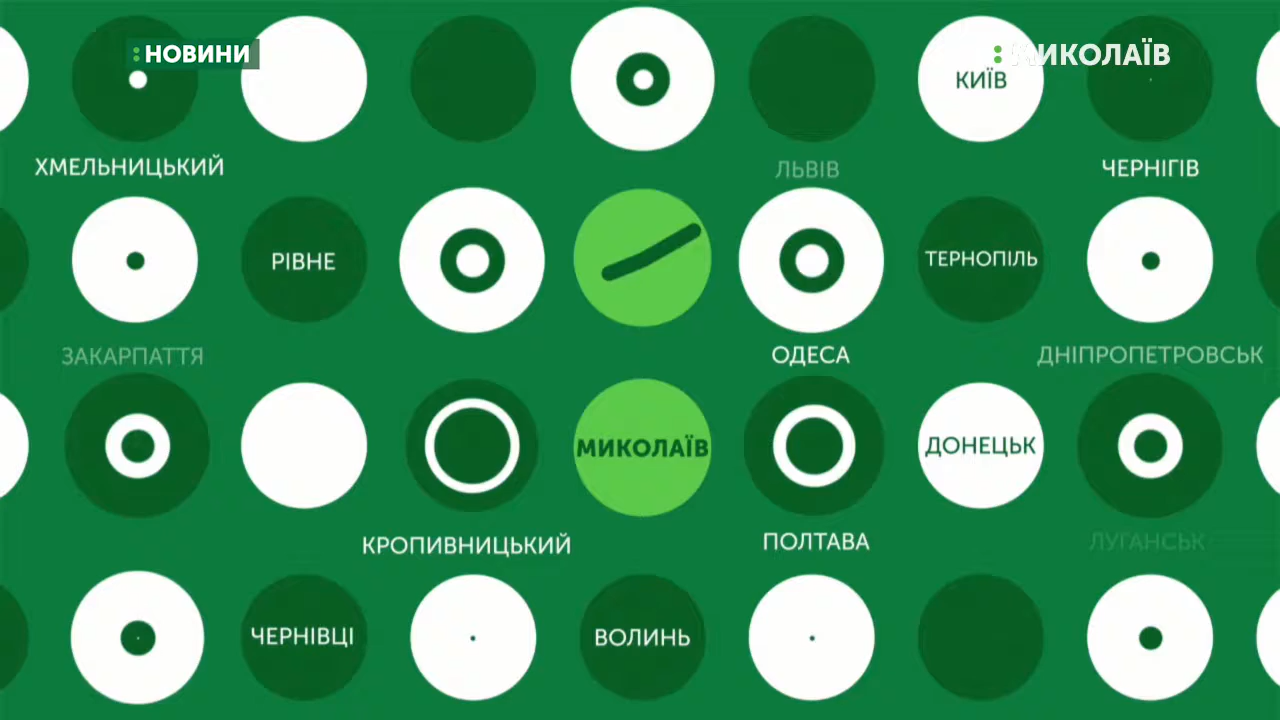 :НОВИНИ
:МИКОЛАЇВ
КИЇВ
ХМЕЛЬНИЦЬКИЙ
ЛЬВІВ
ЧЕРНІГІВ
РІВНЕ
ТЕРНОПІЛЬ
ЗАКАРПАТТЯ
ОДЕСА
ДНІПРОПЕТРОВСЬК
МИКОЛАЇВ
ДОНЕЦЬК
КРОПИВНИЦЬКИЙ
ПОЛТАВА
ЛУГАНСЬК
ЧЕРНІВЦІ
ВОЛИНЬ